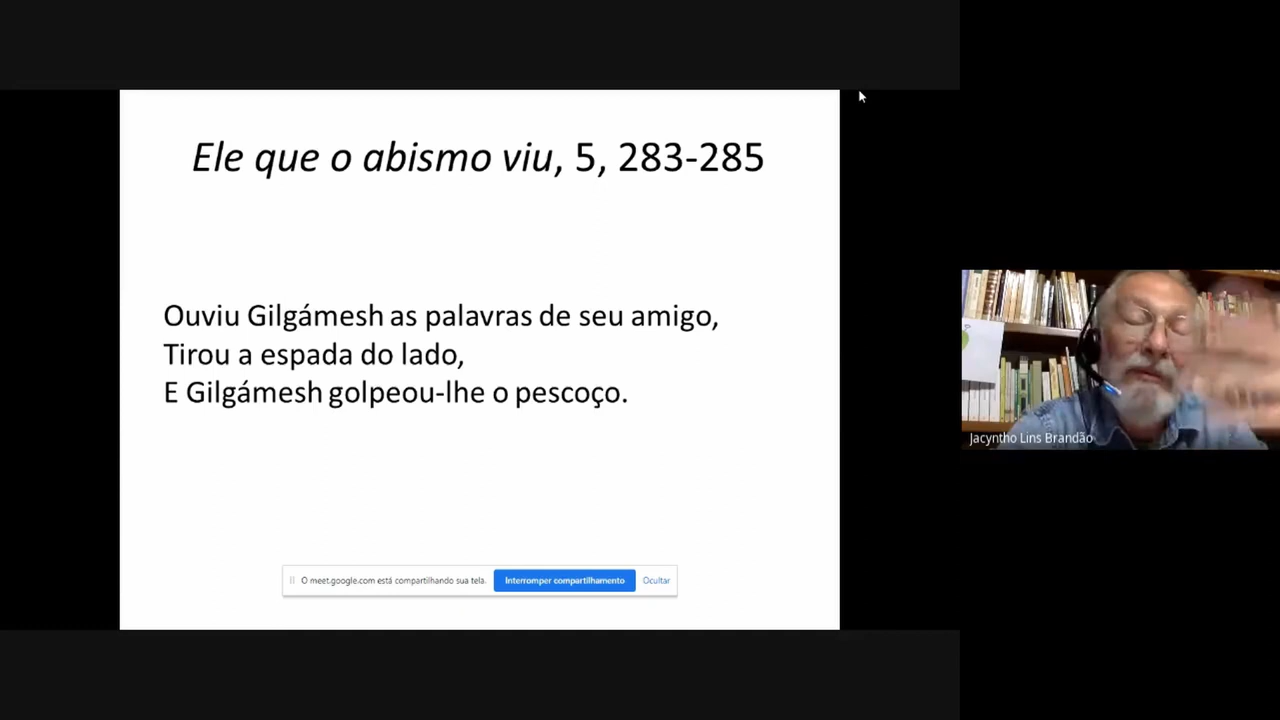 Ele que o abismo viu, 5, 283-285
Ouviu Gilgámesh as palavras de seu amigo,
Tirou a espada do lado,
E Gilgámesh golpeou-lhe o pescoço.
O meet.google.com está compartilhando sua tela. Interromper compartilhamento Ocultar
Jacyntho Lins Brandão